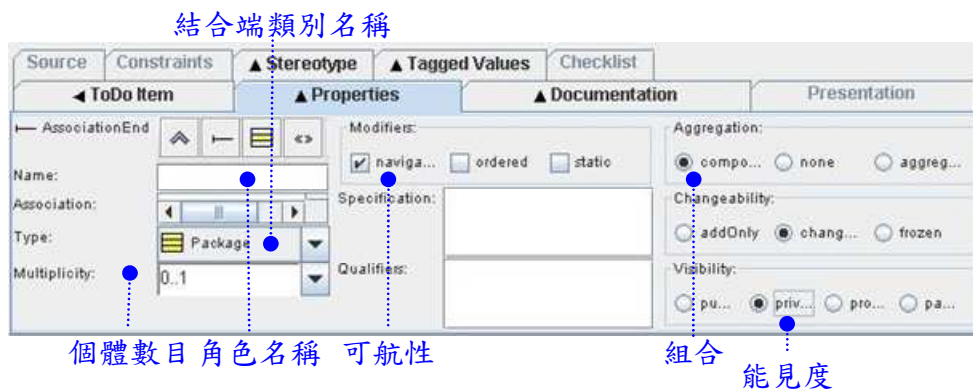 結合端類別名稱
Source Constraints ▲ Stereotype ▲ Tagged Values Checklist
◄ ToDo Item ▲ Properties ▲ Documentation Presentation
AssociationEnd
Name:
Association:
Type: Package
Multiplicity: 0..1
Modifiers:
naviga... ordered static
Specification:
Qualifiers:
Aggregation:
compo... none aggreg...
Changeability:
addOnly chang... frozen
Visibility:
pu... priv... pro... pa...
個體數目 角色名稱 可航性 組合
能見度